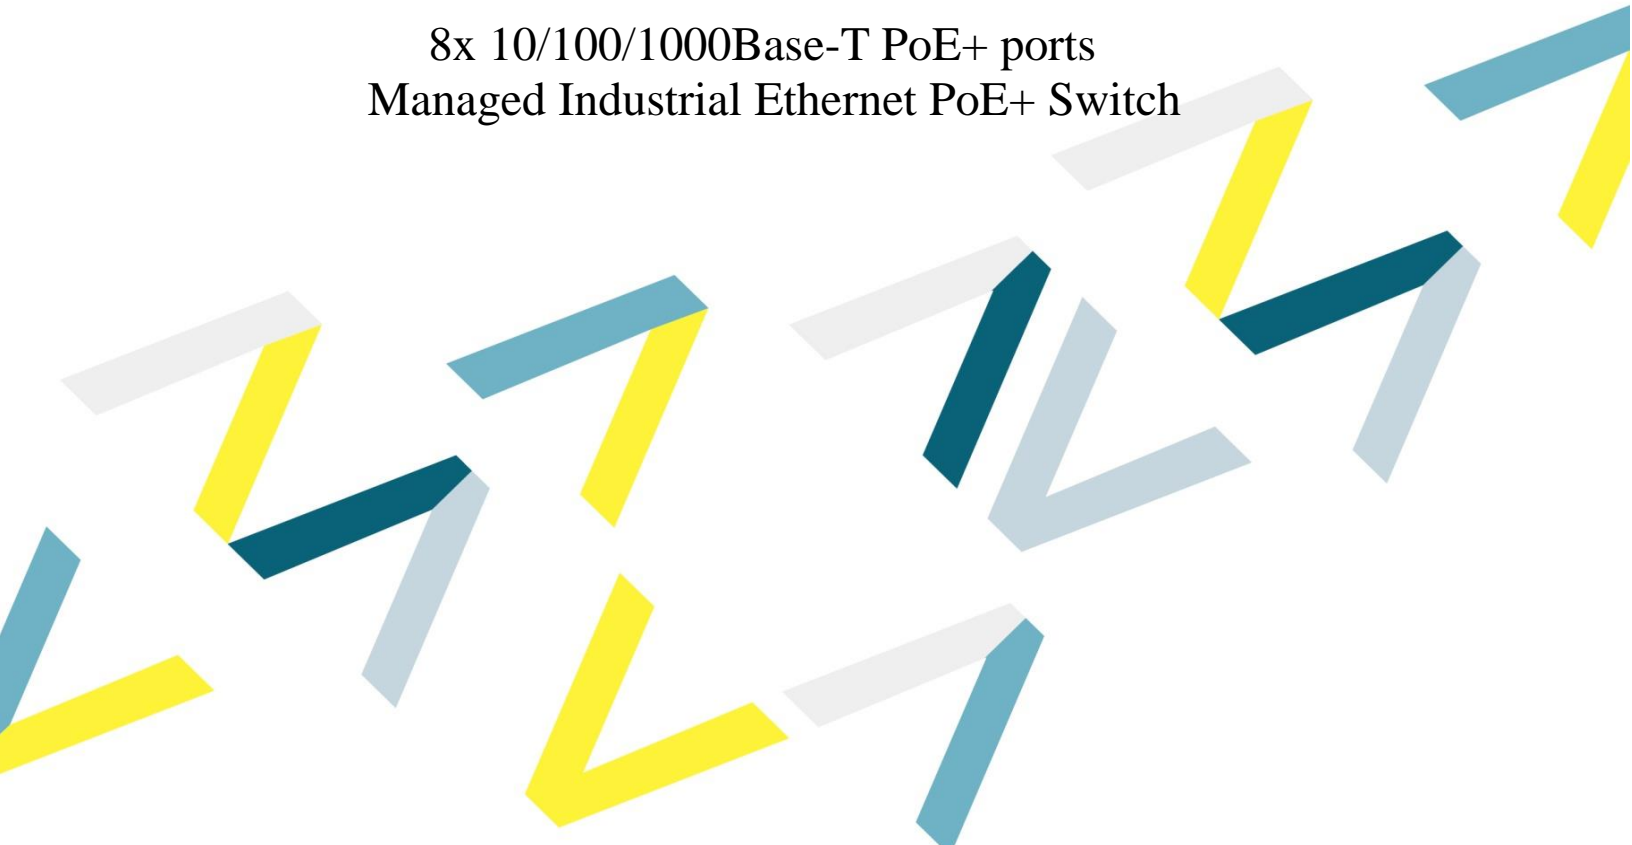 8x 10/100/1000Base-T PoE+ ports
Managed Industrial Ethernet PoE+ Switch